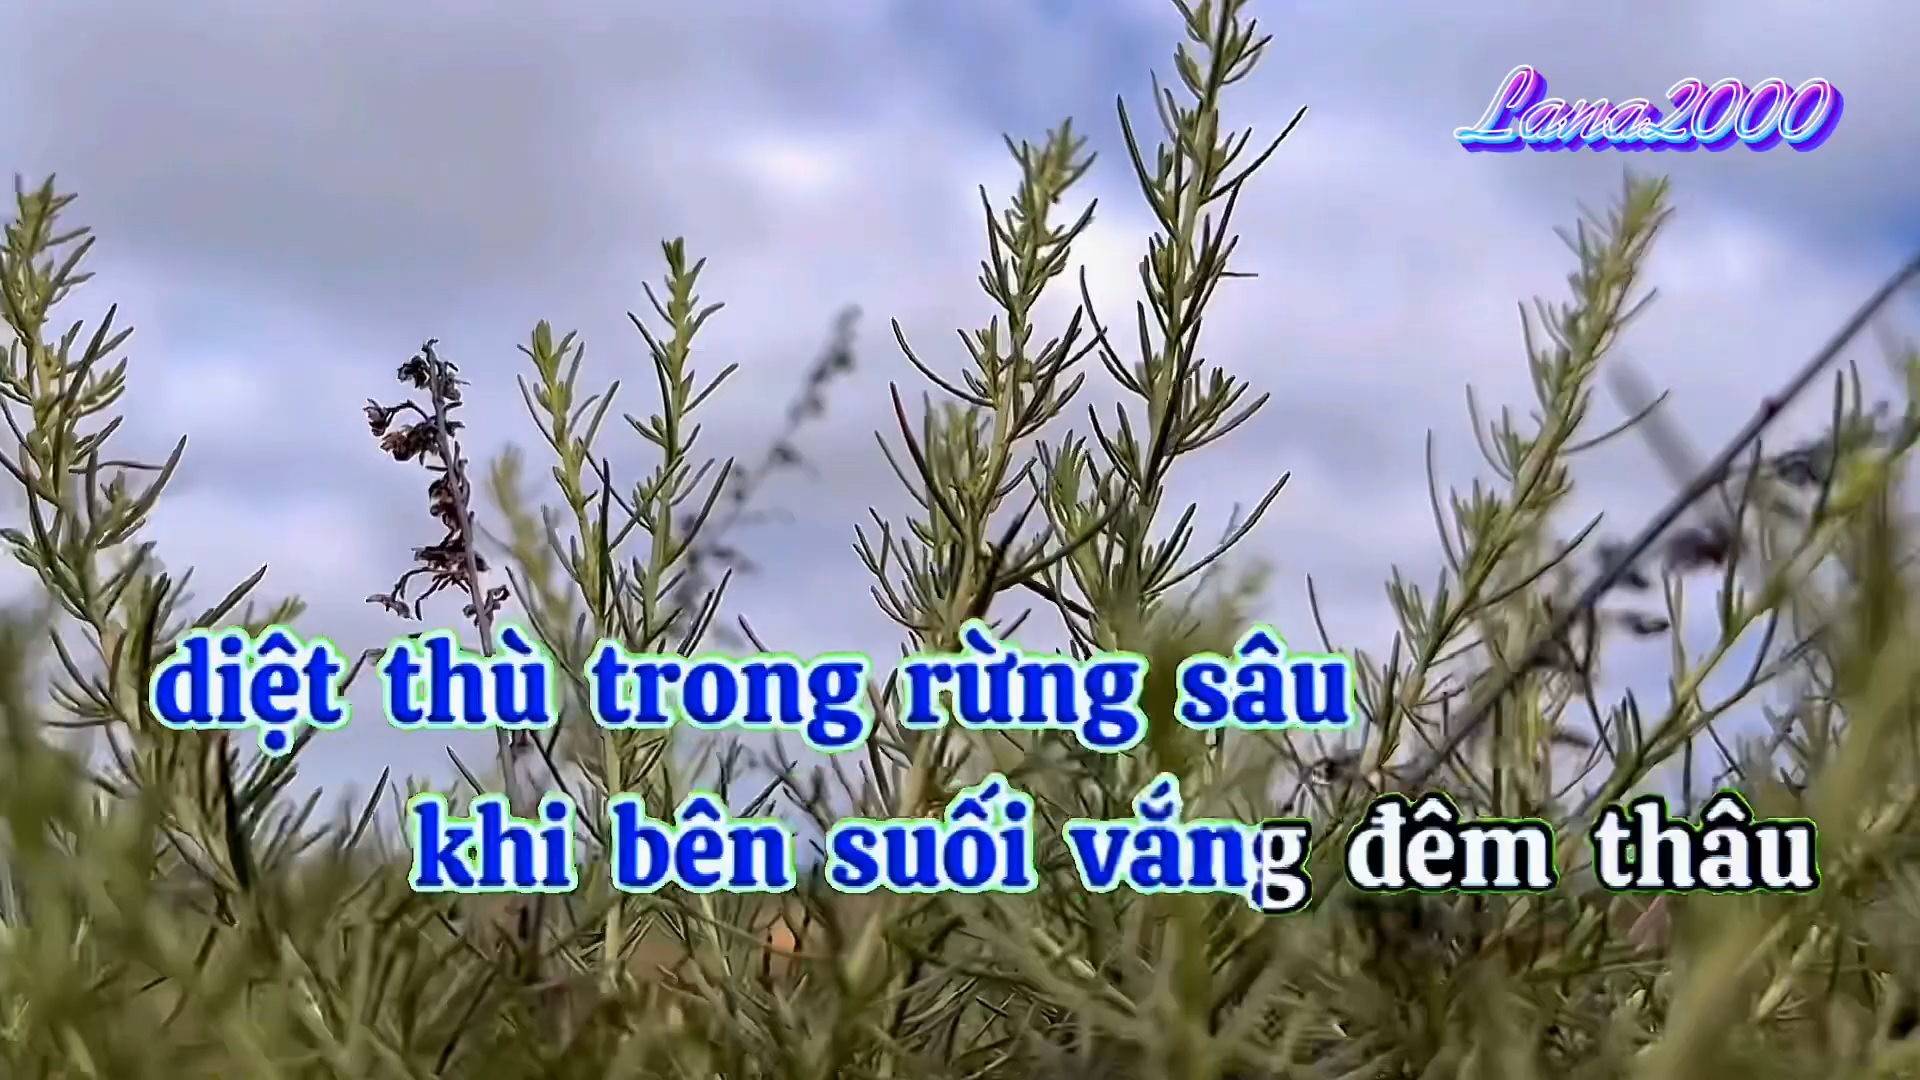 Lana2000
diệt thù trong rừng sâu
khi bên suối vắng đêm thâu